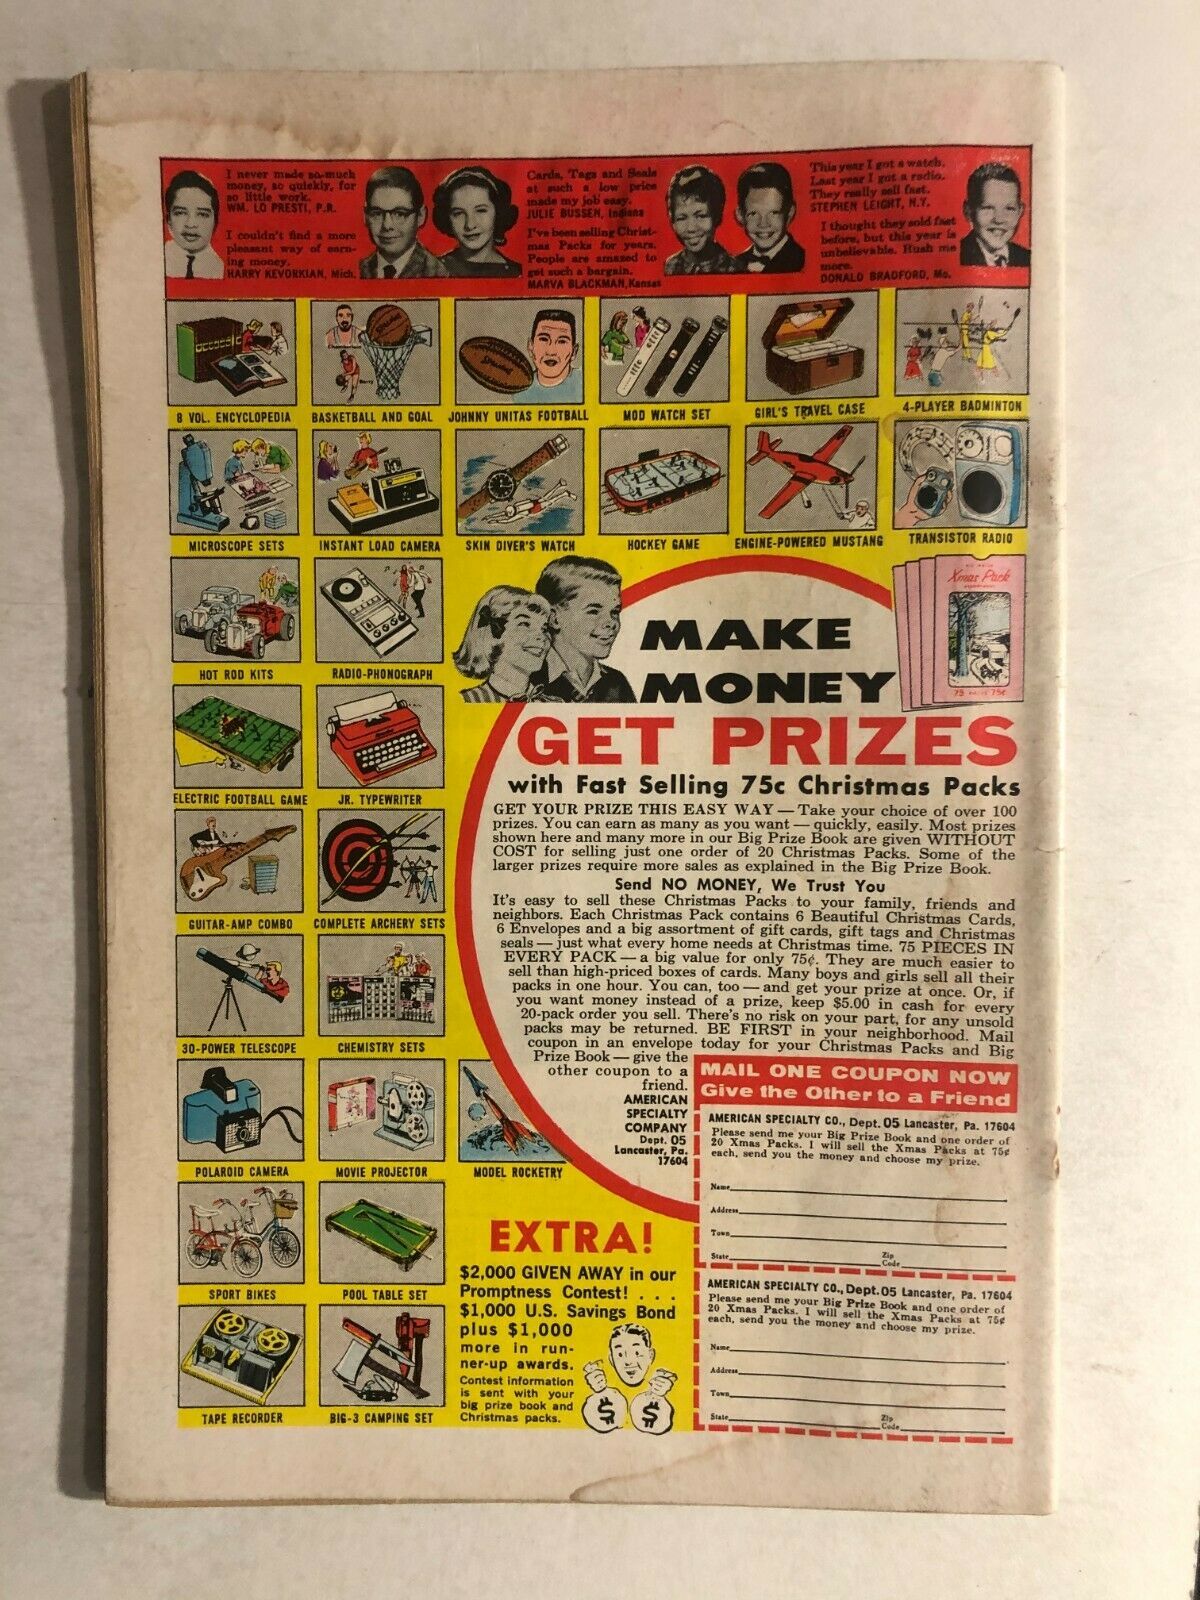 I never made so much
money, so quickly, for
so little work.
WM. LO PRESTI, P.R.
I couldn't find a more
pleasant way of earn-
ing money.
HARRY KEVORKIAN, Mich.
Cards, Tags and Seals
at such a low price
made my job easy.
JULIE BUSSEN, Indiana
I've been selling Christ-
mas Packs for years.
People are amazed to
get such a bargain.
MARVA BLACKMAN, Kansas
This year I got a watch.
Last year I got a radio.
They really sell fast.
STEPHEN LEIGHT, N.Y.
I thought they sold fast
before, but this year is
unbelievable. Rush me
more.
DONALD BRADFORD, Mo.
8 VOL. ENCYCLOPEDIA
BASKETBALL AND GOAL
JOHNNY UNITAS FOOTBALL
MOD WATCH SET
GIRL'S TRAVEL CASE
4-PLAYER BADMINTON
MICROSCOPE SETS
INSTANT LOAD CAMERA
SKIN DIVER'S WATCH
HOCKEY GAME
ENGINE-POWERED MUSTANG
TRANSISTOR RADIO
HOT ROD KITS
RADIO-PHONOGRAPH
ELECTRIC FOOTBALL GAME
JR. TYPEWRITER
GUITAR-AMP COMBO
COMPLETE ARCHERY SETS
30-POWER TELESCOPE
CHEMISTRY SETS
POLAROID CAMERA
MOVIE PROJECTOR
MODEL ROCKETRY
SPORT BIKES
POOL TABLE SET
TAPE RECORDER
BIG-3 CAMPING SET
Xmas Pack
75 75¢
MAKE
MONEY
GET PRIZES
with Fast Selling 75c Christmas Packs
GET YOUR PRIZE THIS EASY WAY — Take your choice of over 100
prizes. You can earn as many as you want — quickly, easily. Most prizes
shown here and many more in our Big Prize Book are given WITHOUT
COST for selling just one order of 20 Christmas Packs. Some of the
larger prizes require more sales as explained in the Big Prize Book.
Send NO MONEY, We Trust You
It's easy to sell these Christmas Packs to your family, friends and
neighbors. Each Christmas Pack contains 6 Beautiful Christmas Cards,
6 Envelopes and a big assortment of gift cards, gift tags and Christmas
seals — just what every home needs at Christmas time. 75 PIECES IN
EVERY PACK — a big value for only 75¢. They are much easier to
sell than high-priced boxes of cards. Many boys and girls sell all their
packs in one hour. You can, too — and get your prize at once. Or, if
you want money instead of a prize, keep $5.00 in cash for every
20-pack order you sell. There's no risk on your part, for any unsold
packs may be returned. BE FIRST in your neighborhood. Mail
coupon in an envelope today for your Christmas Packs and Big
Prize Book — give the
other coupon to a
friend.
AMERICAN
SPECIALTY
COMPANY
Dept. 05
Lancaster, Pa.
17604
MAIL ONE COUPON NOW
Give the Other to a Friend
AMERICAN SPECIALTY CO., Dept. 05 Lancaster, Pa. 17604
Please send me your Big Prize Book and one order of
20 Xmas Packs. I will sell the Xmas Packs at 75¢
each, send you the money and choose my prize.
Name
Address
Town
State Zip Code
AMERICAN SPECIALTY CO., Dept. 05 Lancaster, Pa. 17604
Please send me your Big Prize Book and one order of
20 Xmas Packs. I will sell the Xmas Packs at 75¢
each, send you the money and choose my prize.
Name
Address
Town
State Zip Code
EXTRA!
$2,000 GIVEN AWAY in our
Promptness Contest! . . .
$1,000 U.S. Savings Bond
plus $1,000
more in run-
ner-up awards.
Contest information
is sent with your
big prize book and
Christmas packs.
$ $